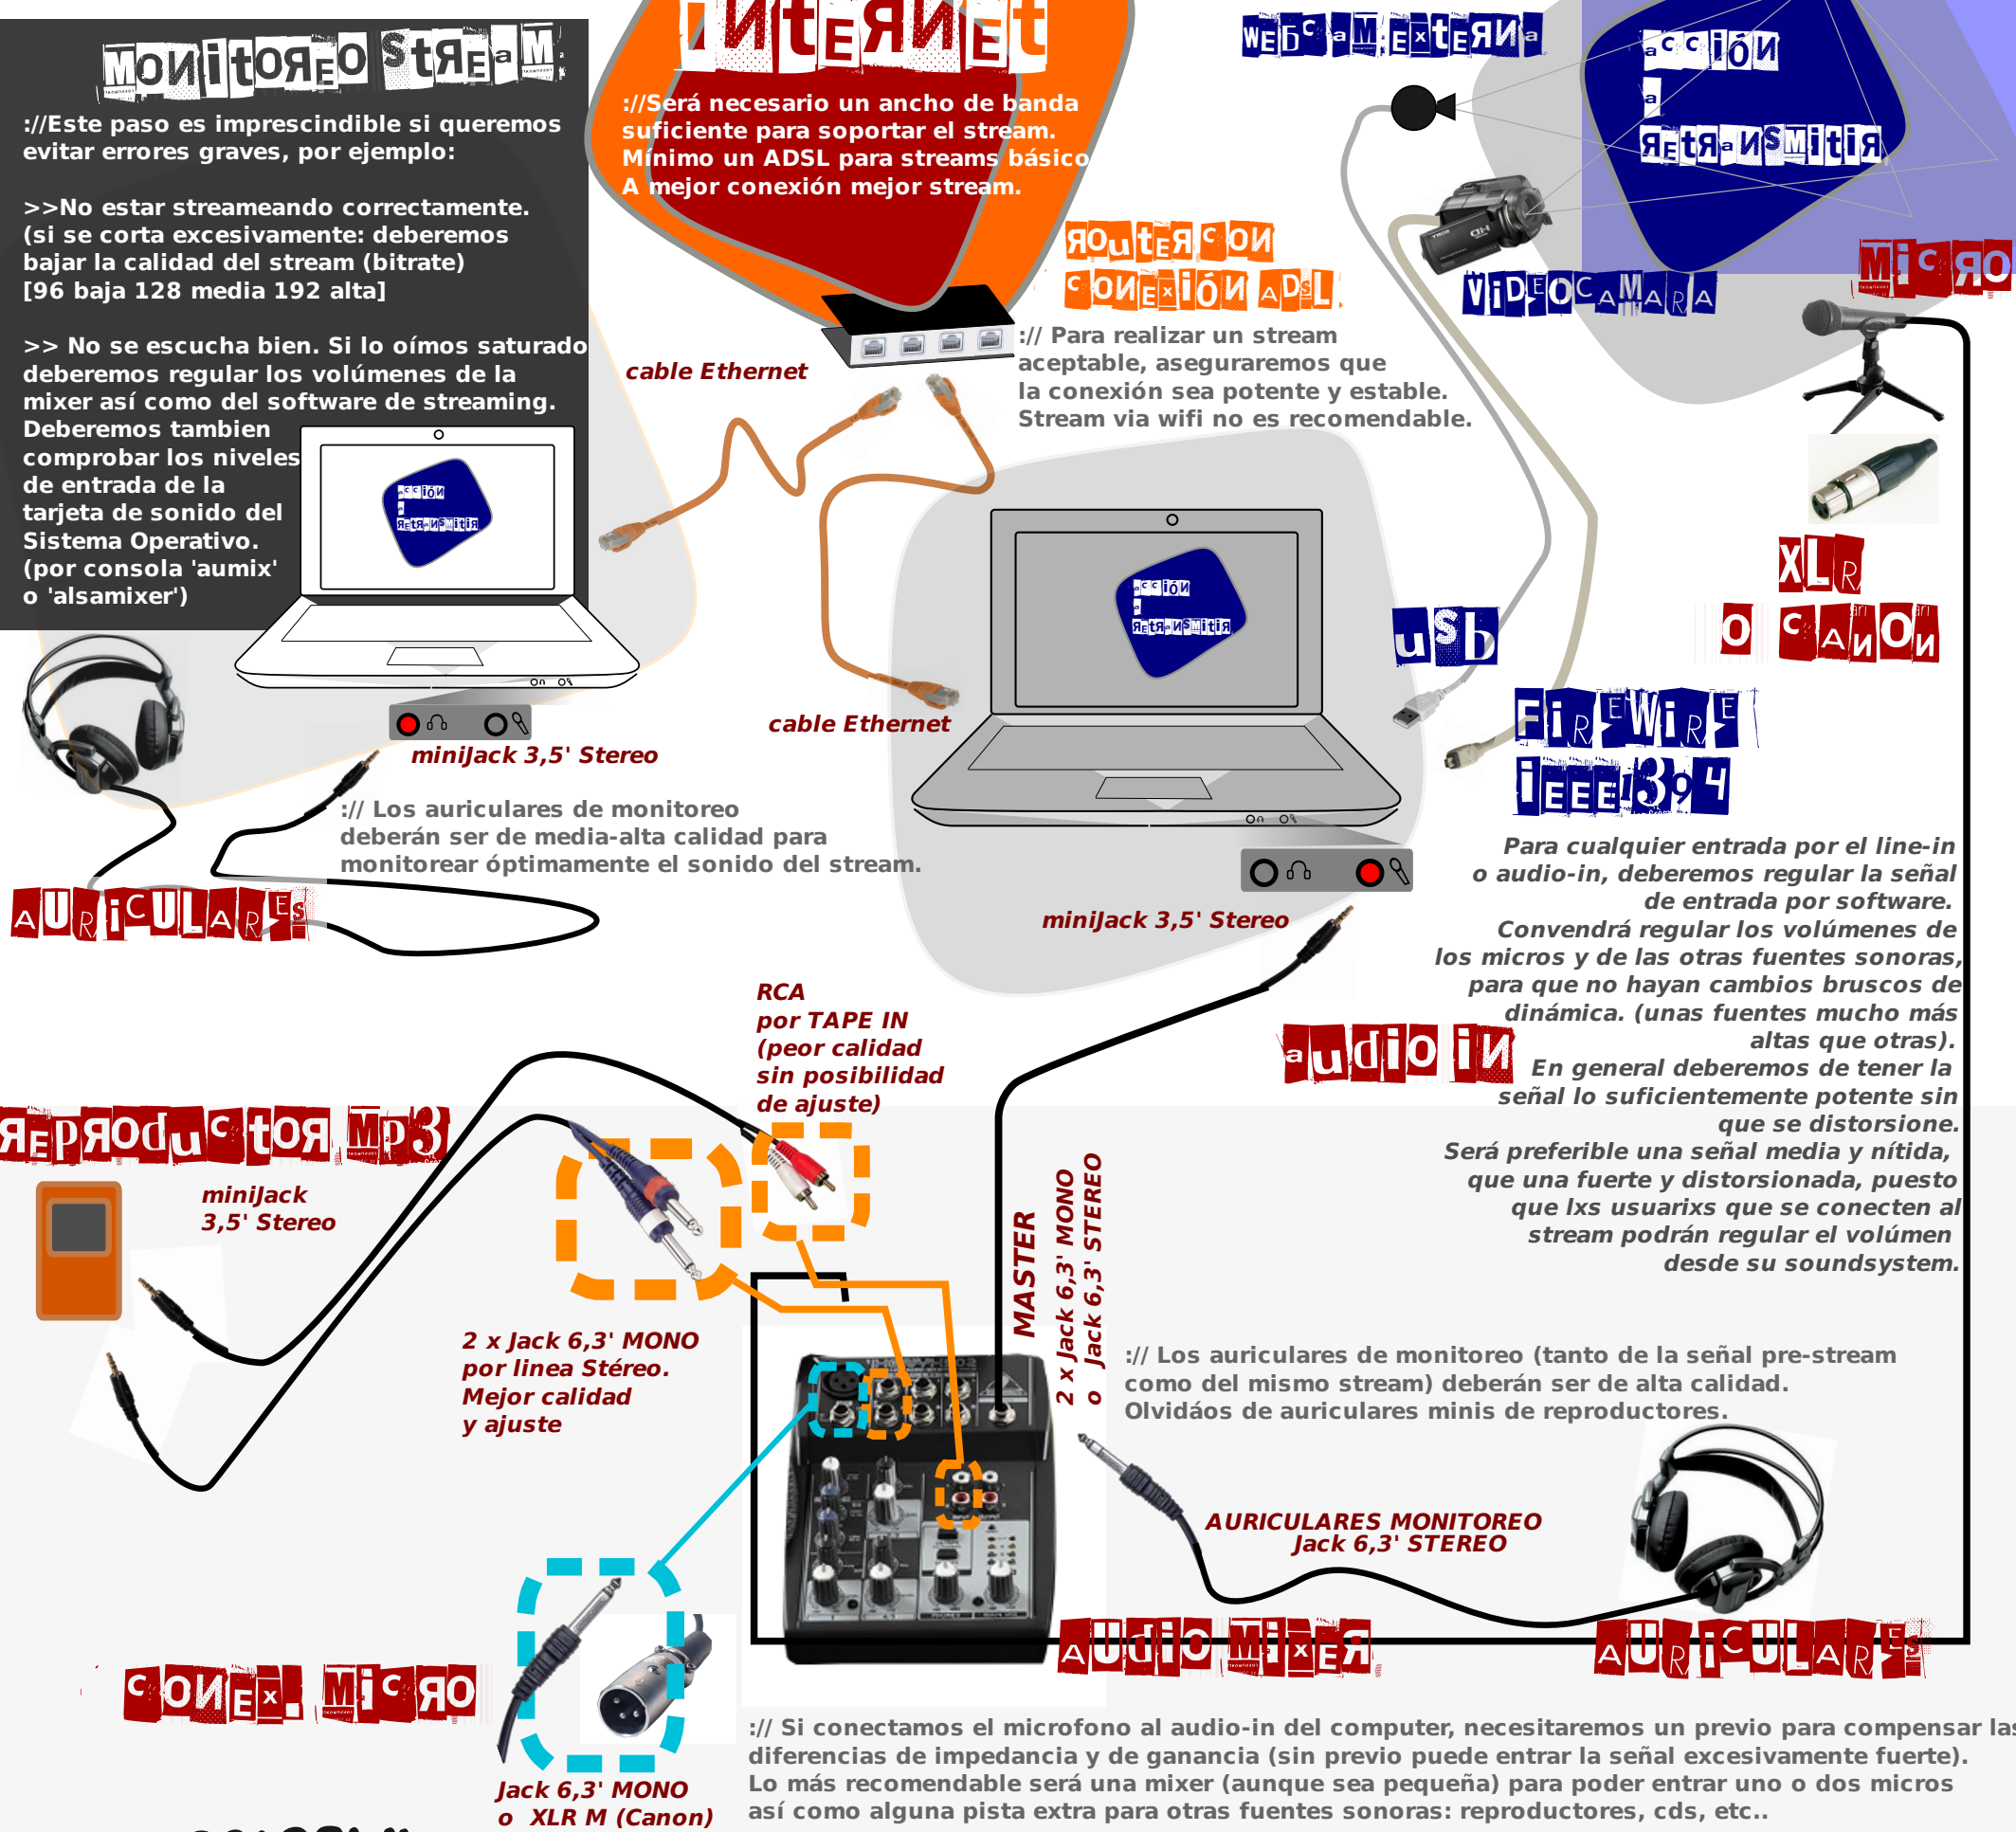 MONitOREO StREaM
://Este paso es imprescindible si queremos
evitar errores graves, por ejemplo:
>>No estar streameando correctamente.
(si se corta excesivamente: deberemos
bajar la calidad del stream (bitrate)
[96 baja 128 media 192 alta]
>> No se escucha bien. Si lo oímos saturado
deberemos regular los volúmenes de la
mixer así como del software de streaming.
Deberemos tambien
comprobar los niveles
de entrada de la
tarjeta de sonido del
Sistema Operativo.
(por consola 'aumix'
o 'alsamixer')
acción
a
REtRaNSMitiR
INtERNEt
://Será necesario un ancho de banda
suficiente para soportar el stream.
Mínimo un ADSL para streams básico
A mejor conexión mejor stream.
WEbCaM.ExtERNa
acción
a
REtRaNSMitiR
ROutER CON
CONExiÓN ADSL
:// Para realizar un stream
aceptable, aseguraremos que
la conexión sea potente y estable.
Stream via wifi no es recomendable.
cable Ethernet
ViDEOCAMARA
SONY
HD
MiCRO
XLR
O CANON
usb
FiREWiRE
iEEE1394
acción
a
REtRaNSMitiR
cable Ethernet
miniJack 3,5' Stereo
:// Los auriculares de monitoreo
deberán ser de media-alta calidad para
monitorear óptimamente el sonido del stream.
AURiCULARES
miniJack 3,5' Stereo
Para cualquier entrada por el line-in
o audio-in, deberemos regular la señal
de entrada por software.
Convendrá regular los volúmenes de
los micros y de las otras fuentes sonoras,
para que no hayan cambios bruscos de
dinámica. (unas fuentes mucho más
altas que otras).
En general deberemos de tener la
señal lo suficientemente potente sin
que se distorsione.
Será preferible una señal media y nítida,
que una fuerte y distorsionada, puesto
que lxs usuarixs que se conecten al
stream podrán regular el volúmen
desde su soundsystem.
audiO iN
RCA
por TAPE IN
(peor calidad
sin posibilidad
de ajuste)
REPROductOR Mp3
miniJack
3,5' Stereo
2 x Jack 6,3' MONO
por linea Stéreo.
Mejor calidad
y ajuste
MASTER
2 x Jack 6,3' MONO
o Jack 6,3' STEREO
:// Los auriculares de monitoreo (tanto de la señal pre-stream
como del mismo stream) deberán ser de alta calidad.
Olvidáos de auriculares minis de reproductores.
AURICULARES MONITOREO
Jack 6,3' STEREO
AUdiO MixER
AURiCULARES
CONEx. MiCRO
Jack 6,3' MONO
o XLR M (Canon)
:// Si conectamos el microfono al audio-in del computer, necesitaremos un previo para compensar las
diferencias de impedancia y de ganancia (sin previo puede entrar la señal excesivamente fuerte).
Lo más recomendable será una mixer (aunque sea pequeña) para poder entrar uno o dos micros
así como alguna pista extra para otras fuentes sonoras: reproductores, cds, etc..